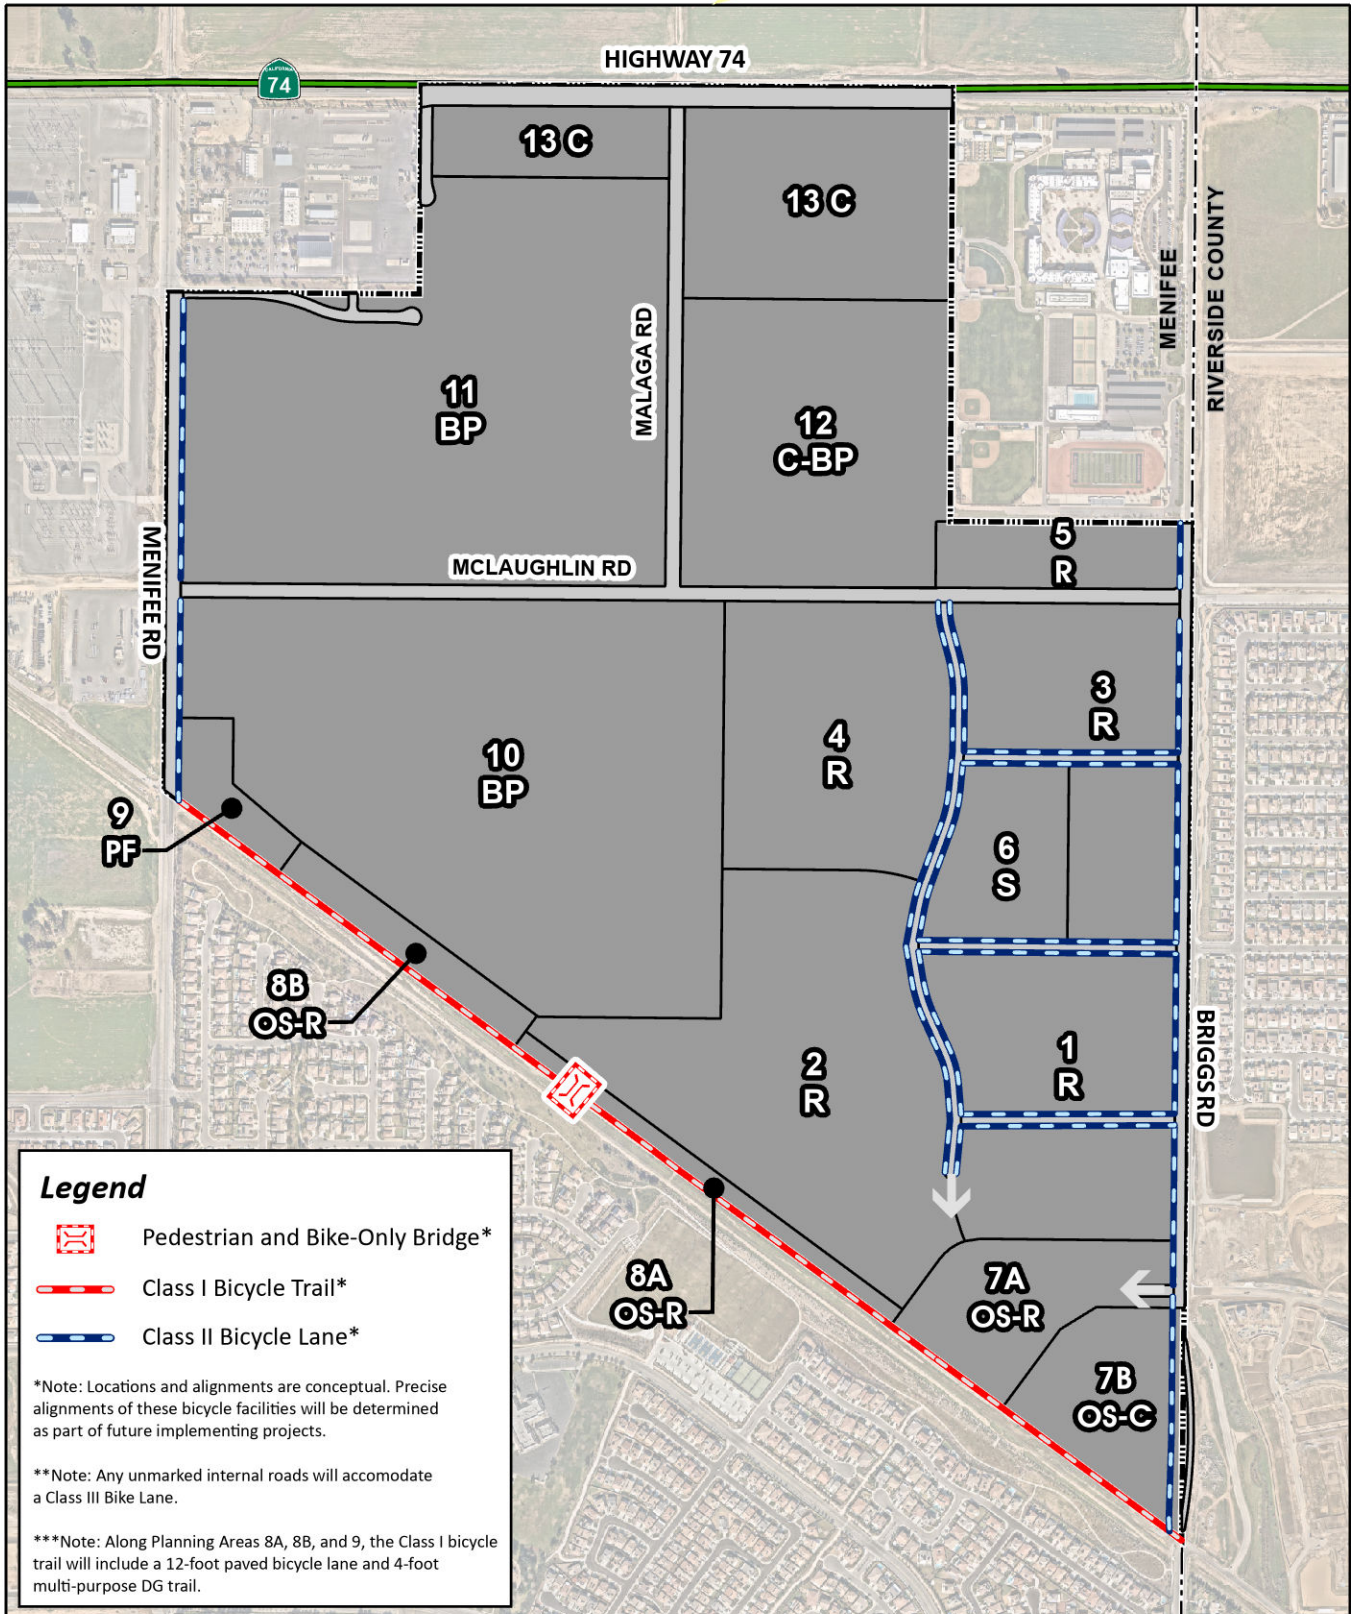 HIGHWAY 74
CALIFORNIA
74
13 C
13 C
MENIFEE
RIVERSIDE COUNTY
MALAGA RD
11
BP
12
C-BP
5
R
MENIFEE RD
MCLAUGHLIN RD
3
R
4
R
10
BP
9
PF
6
S
8B
OS-R
BRIGGS RD
1
R
2
R
8A
OS-R
7A
OS-R
7B
OS-C
Legend
Pedestrian and Bike-Only Bridge*
Class I Bicycle Trail*
Class II Bicycle Lane*
*Note: Locations and alignments are conceptual. Precise
alignments of these bicycle facilities will be determined
as part of future implementing projects.
**Note: Any unmarked internal roads will accomodate
a Class III Bike Lane.
***Note: Along Planning Areas 8A, 8B, and 9, the Class I bicycle
trail will include a 12-foot paved bicycle lane and 4-foot
multi-purpose DG trail.